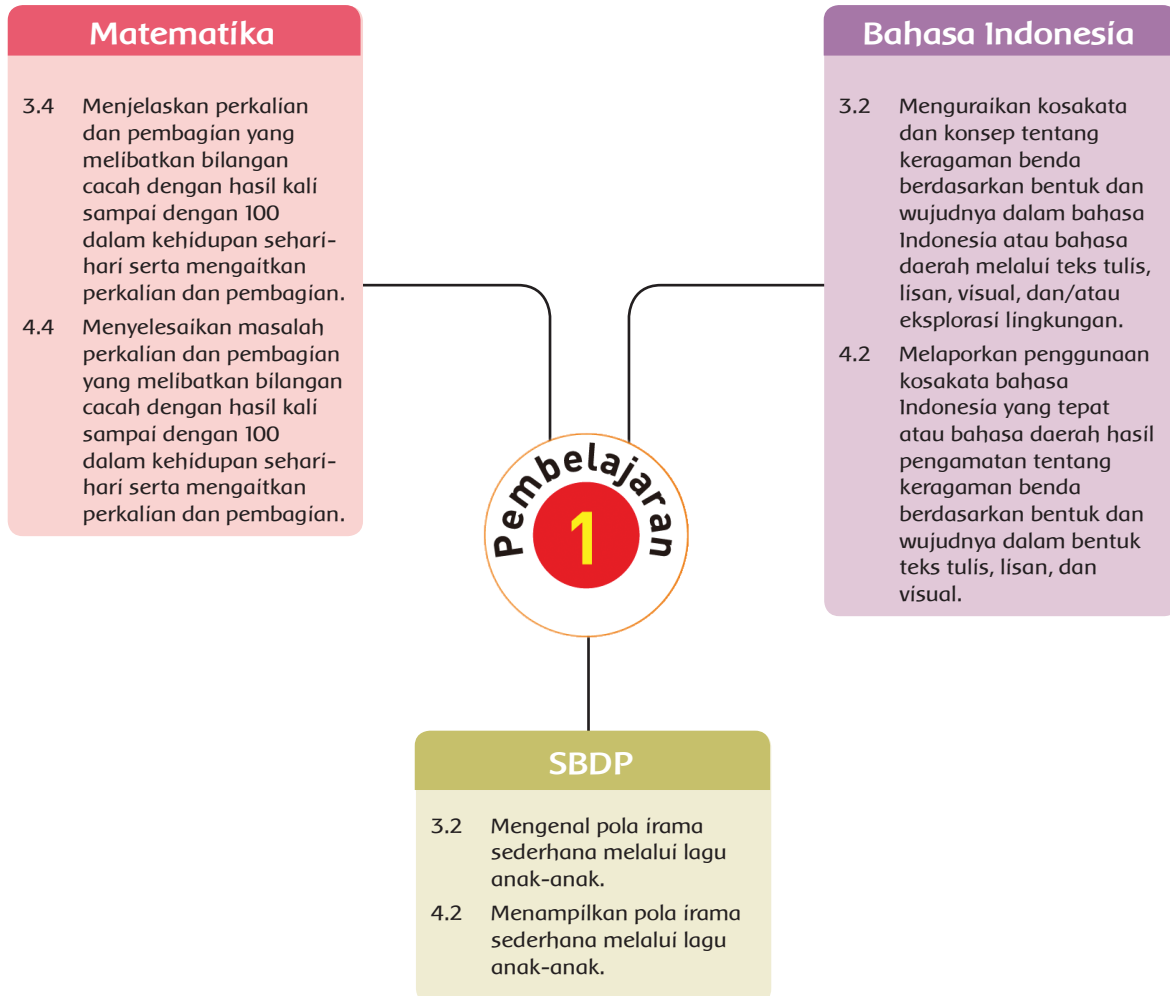 Matematika
3.4 Menjelaskan perkalian
dan pembagian yang
melibatkan bilangan
cacah dengan hasil kali
sampai dengan 100
dalam kehidupan sehari-
hari serta mengaitkan
perkalian dan pembagian.
4.4 Menyelesaikan masalah
perkalian dan pembagian
yang melibatkan bilangan
cacah dengan hasil kali
sampai dengan 100
dalam kehidupan sehari-
hari serta mengaitkan
perkalian dan pembagian.
Bahasa Indonesia
3.2 Menguraikan kosakata
dan konsep tentang
keragaman benda
berdasarkan bentuk dan
wujudnya dalam bahasa
Indonesia atau bahasa
daerah melalui teks tulis,
lisan, visual, dan/atau
eksplorasi lingkungan.
4.2 Melaporkan penggunaan
kosakata bahasa
Indonesia yang tepat
atau bahasa daerah hasil
pengamatan tentang
keragaman benda
berdasarkan bentuk dan
wujudnya dalam bentuk
teks tulis, lisan, dan
visual.
Pembelajaran
1
SBDP
3.2 Mengenal pola irama
sederhana melalui lagu
anak-anak.
4.2 Menampilkan pola irama
sederhana melalui lagu
anak-anak.